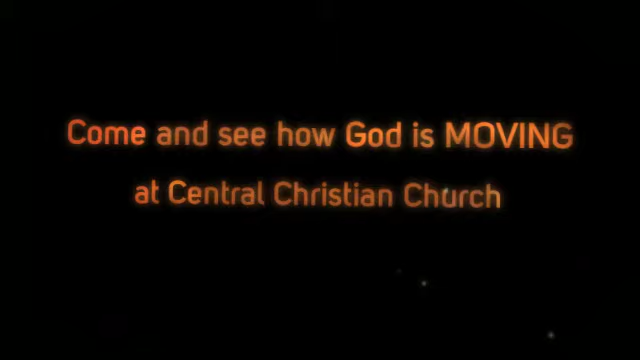 Come and see how God is MOVING
at Central Christian Church